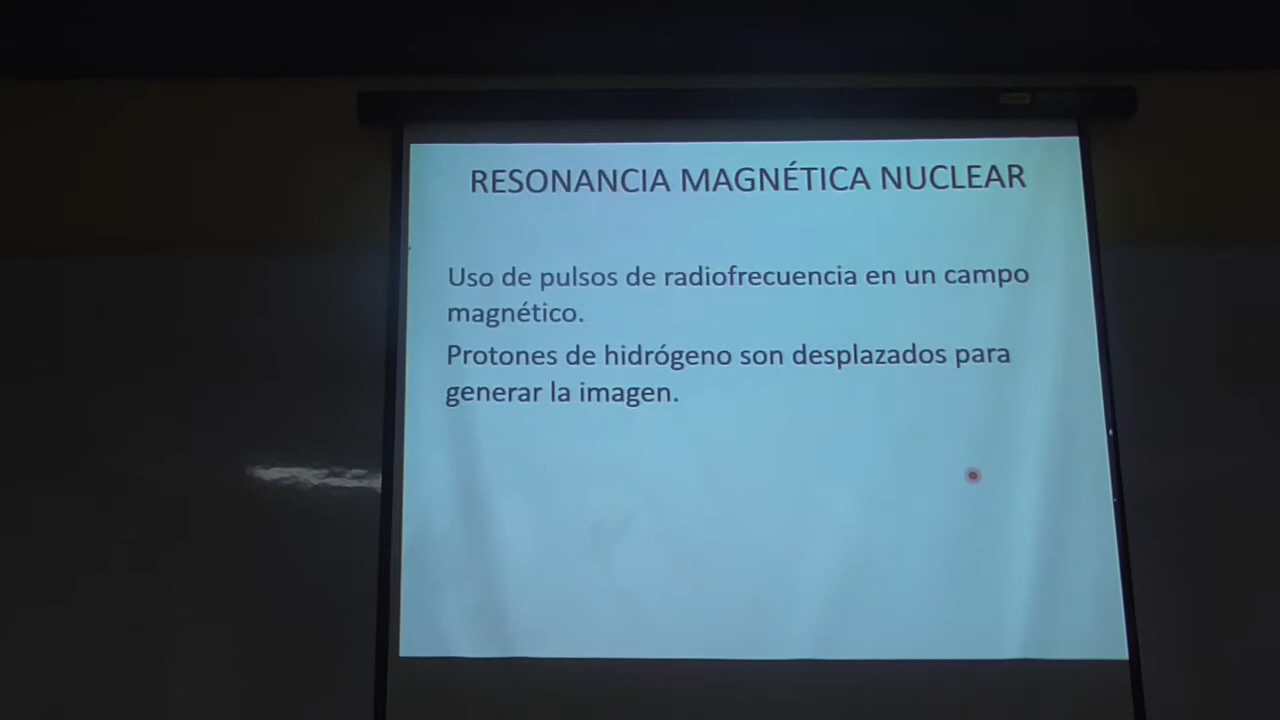 RESONANCIA MAGNÉTICA NUCLEAR
Uso de pulsos de radiofrecuencia en un campo
magnético.
Protones de hidrógeno son desplazados para
generar la imagen.